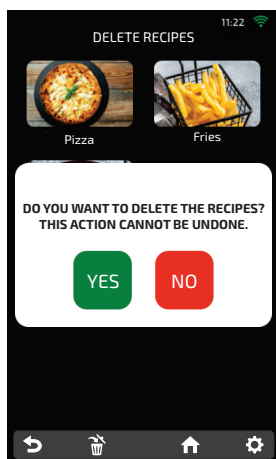 11:22
DELETE RECIPES
Pizza
Fries
DO YOU WANT TO DELETE THE RECIPES?
THIS ACTION CANNOT BE UNDONE.
YES
NO